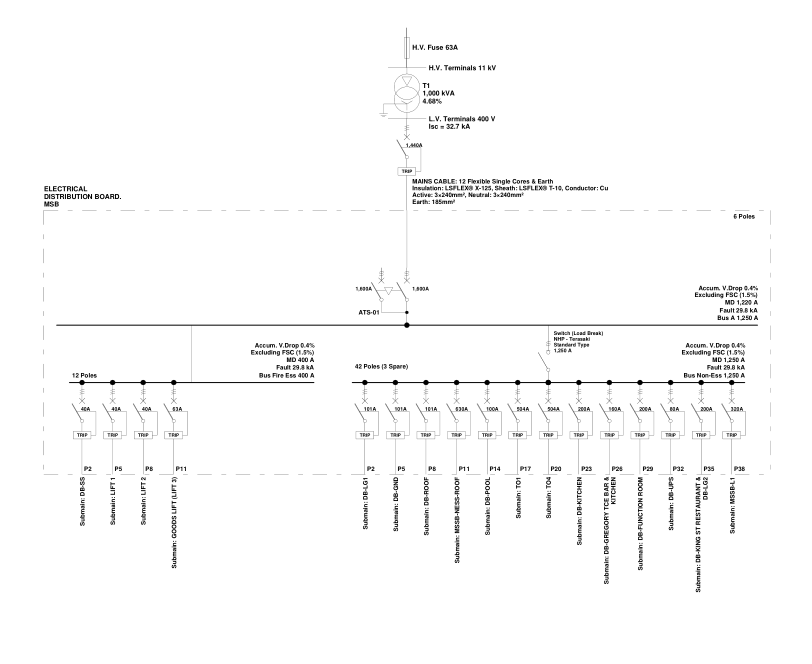 H.V. Fuse 63A
H.V. Terminals 11 kV
T1
1,000 kVA
4.68%
L.V. Terminals 400 V
Isc = 32.7 kA
1,440A
TRIP
MAINS CABLE: 12 Flexible Single Cores & Earth
Insulation: LSFLEX® X-125, Sheath: LSFLEX® T-10, Conductor: Cu
Active: 3×240mm², Neutral: 3×240mm²
Earth: 185mm²
ELECTRICAL
DISTRIBUTION BOARD.
MSB
6 Poles
1,600A
1,600A
ATS-01
Accum. V.Drop 0.4%
Excluding FSC (1.5%)
MD 1,220 A
Fault 29.8 kA
Bus A 1,250 A
Switch (Load Break)
NHP - Terasaki
Standard Type
1,250 A
Accum. V.Drop 0.4%
Excluding FSC (1.5%)
MD 400 A
Fault 29.8 kA
Bus Fire Ess 400 A
12 Poles
42 Poles (3 Spare)
Accum. V.Drop 0.4%
Excluding FSC (1.5%)
MD 1,250 A
Fault 29.8 kA
Bus Non-Ess 1,250 A
40A 40A 40A 63A 101A 101A 101A 630A 100A 504A 504A 200A 160A 200A 80A 200A 320A
TRIP TRIP TRIP TRIP TRIP TRIP TRIP TRIP TRIP TRIP TRIP TRIP TRIP TRIP TRIP TRIP TRIP
P2 P5 P8 P11 P2 P5 P8 P11 P14 P17 P20 P23 P26 P29 P32 P35 P38
Submain: DB-SS
Submain: LIFT 1
Submain: LIFT 2
Submain: GOODS LIFT (LIFT 3)
Submain: DB-LG1
Submain: DB-GND
Submain: DB-ROOF
Submain: MSSB-NESS-ROOF
Submain: DB-POOL
Submain: TO1
Submain: TO4
Submain: DB-KITCHEN
Submain: DB-GREGORY TCE BAR &
KITCHEN
Submain: DB-FUNCTION ROOM
Submain: DB-UPS
Submain: DB-KING ST RESTAURANT &
DB-LG2
Submain: MSSB-L1